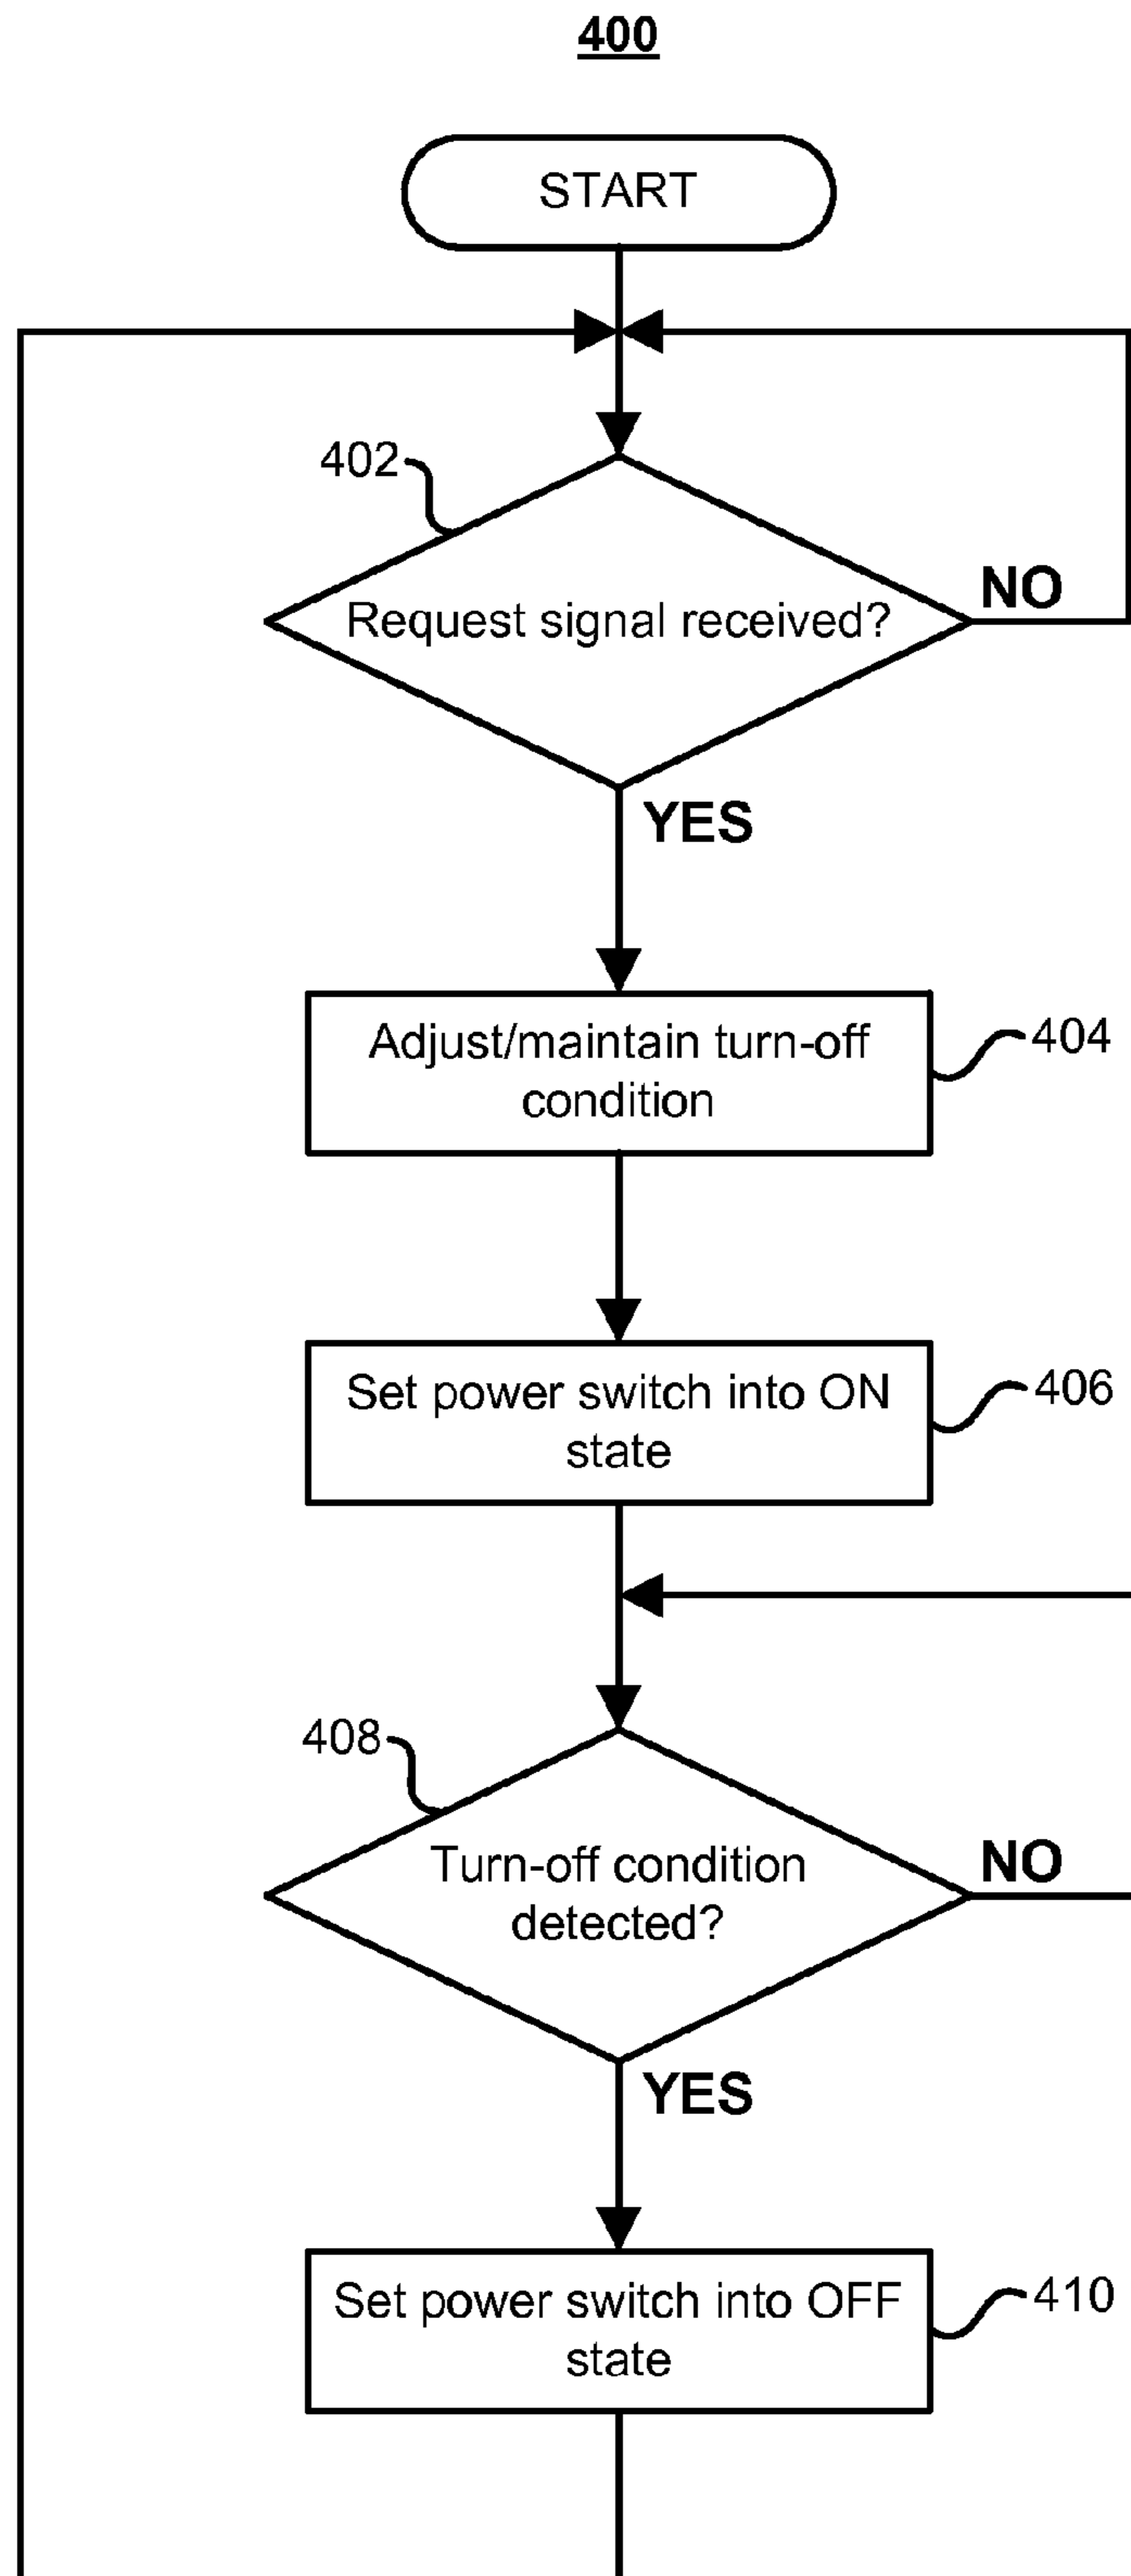 400
START
402
Request signal received?
NO
YES
Adjust/maintain turn-off
condition
404
Set power switch into ON
state
406
408
Turn-off condition
detected?
NO
YES
Set power switch into OFF
state
410